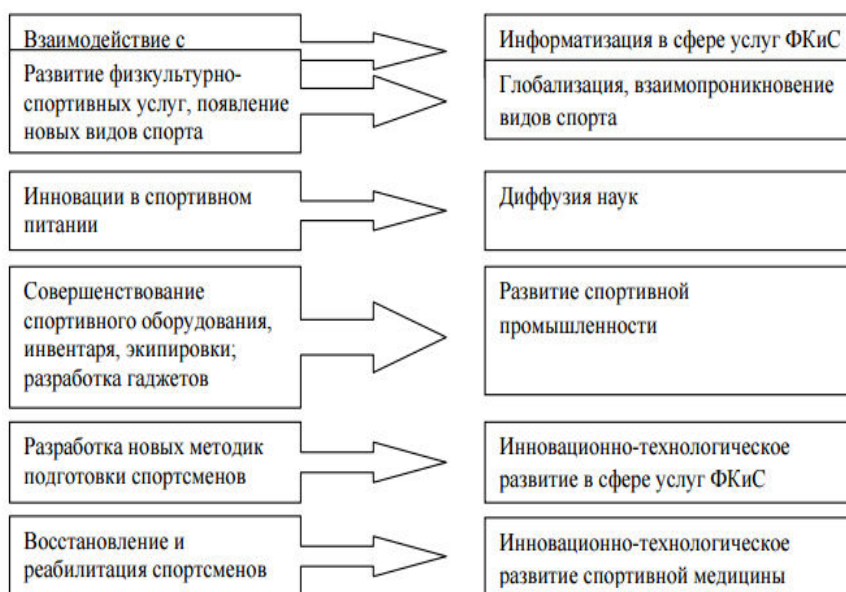 Взаимодействие с
Информатизация в сфере услуг ФКиС
Развитие физкультурно-
спортивных услуг, появление
новых видов спорта
Глобализация, взаимопроникновение
видов спорта
Инновации в спортивном
питании
Диффузия наук
Совершенствование
спортивного оборудования,
инвентаря, экипировки;
разработка гаджетов
Развитие спортивной
промышленности
Разработка новых методик
подготовки спортсменов
Инновационно-технологическое
развитие в сфере услуг ФКиС
Восстановление и
реабилитация спортсменов
Инновационно-технологическое
развитие спортивной медицины